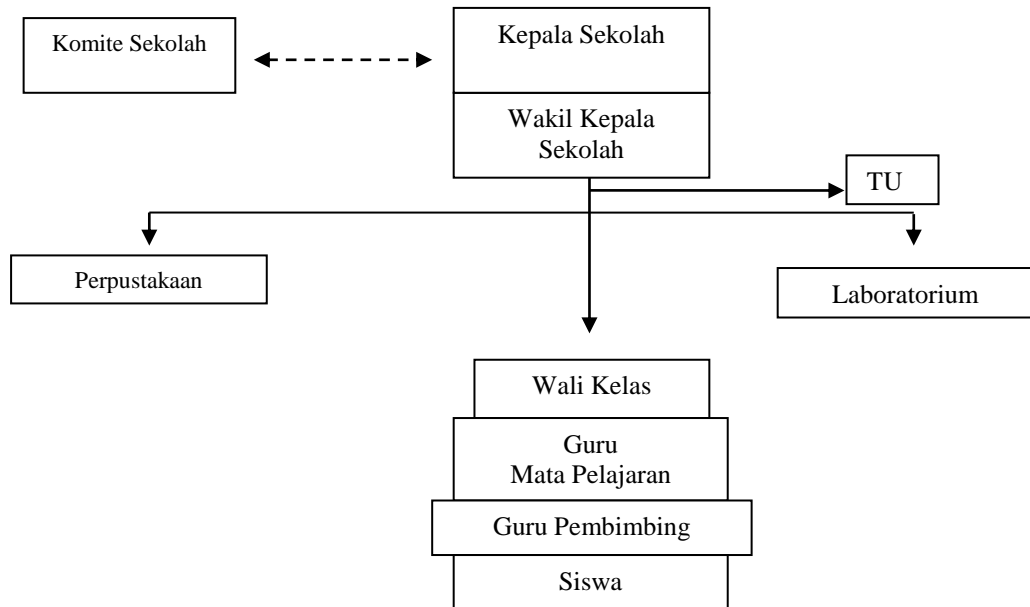 Komite Sekolah
Kepala Sekolah
Wakil Kepala
Sekolah
TU
Perpustakaan
Laboratorium
Wali Kelas
Guru
Mata Pelajaran
Guru Pembimbing
Siswa